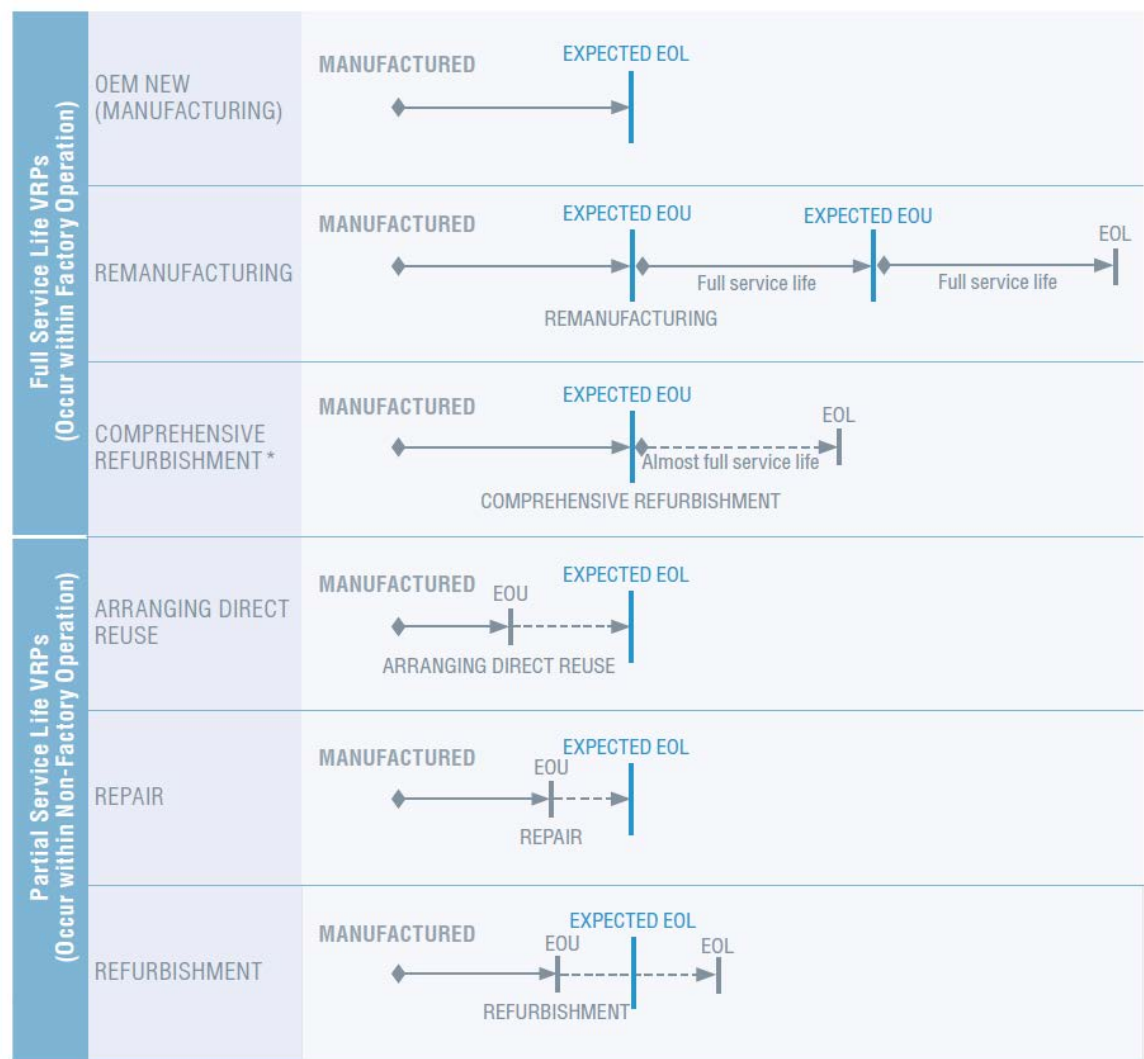 Full Service Life VRPs
(Occur within Factory Operation)
OEM NEW
(MANUFACTURING)
MANUFACTURED
EXPECTED EOL
REMANUFACTURING
MANUFACTURED
EXPECTED EOU
EXPECTED EOU
EOL
Full service life
Full service life
REMANUFACTURING
COMPREHENSIVE
REFURBISHMENT *
MANUFACTURED
EXPECTED EOU
EOL
Almost full service life
COMPREHENSIVE REFURBISHMENT
Partial Service Life VRPs
(Occur within Non-Factory Operation)
ARRANGING DIRECT
REUSE
MANUFACTURED
EOU
EXPECTED EOL
ARRANGING DIRECT REUSE
REPAIR
MANUFACTURED
EOU
EXPECTED EOL
REPAIR
REFURBISHMENT
MANUFACTURED
EOU
EXPECTED EOL
EOL
REFURBISHMENT